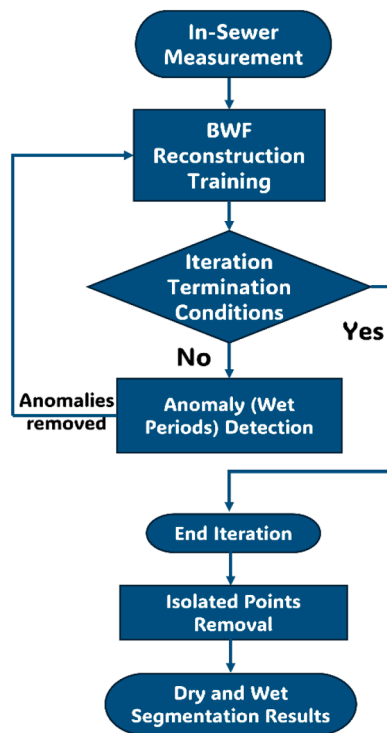 In-Sewer
Measurement
BWF
Reconstruction
Training
Iteration
Termination
Conditions
Yes
No
Anomalies
removed
Anomaly (Wet
Periods) Detection
End Iteration
Isolated Points
Removal
Dry and Wet
Segmentation Results